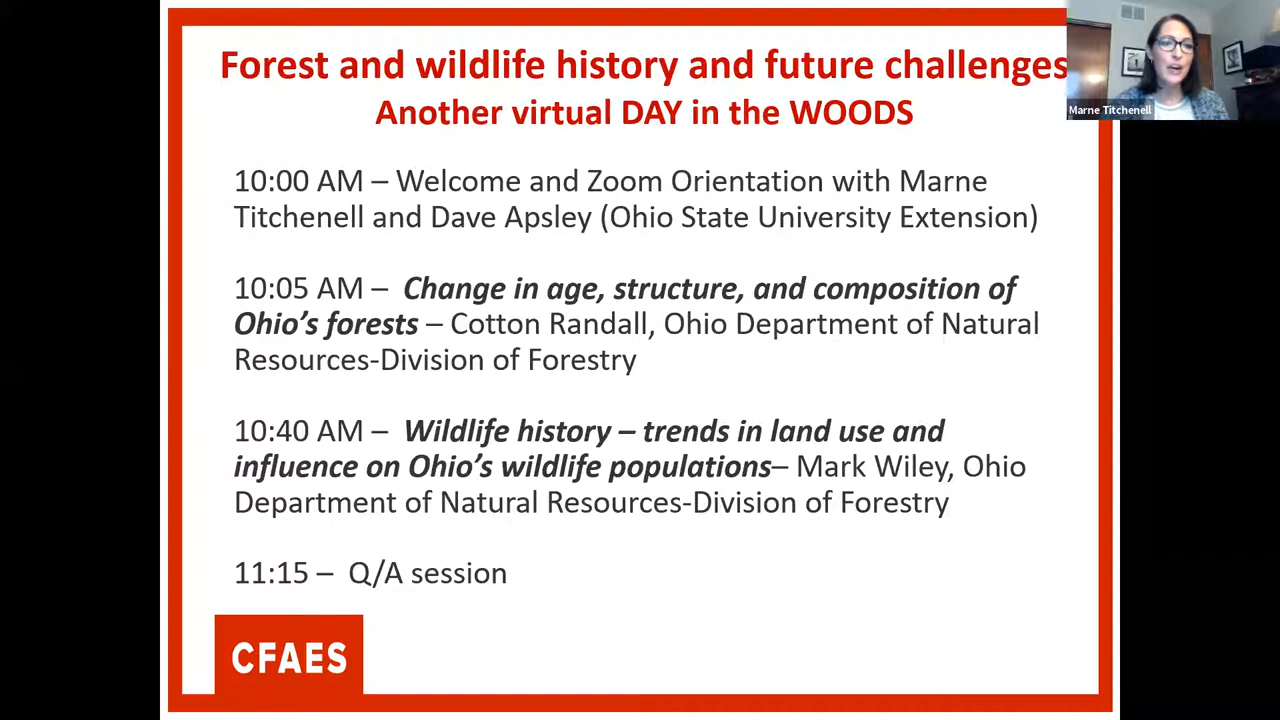 Forest and wildlife history and future challenges
Another virtual DAY in the WOODS
Marne Titchenell
10:00 AM – Welcome and Zoom Orientation with Marne
Titchenell and Dave Apsley (Ohio State University Extension)
10:05 AM – Change in age, structure, and composition of
Ohio’s forests – Cotton Randall, Ohio Department of Natural
Resources-Division of Forestry
10:40 AM – Wildlife history – trends in land use and
influence on Ohio’s wildlife populations– Mark Wiley, Ohio
Department of Natural Resources-Division of Forestry
11:15 – Q/A session
CFAES